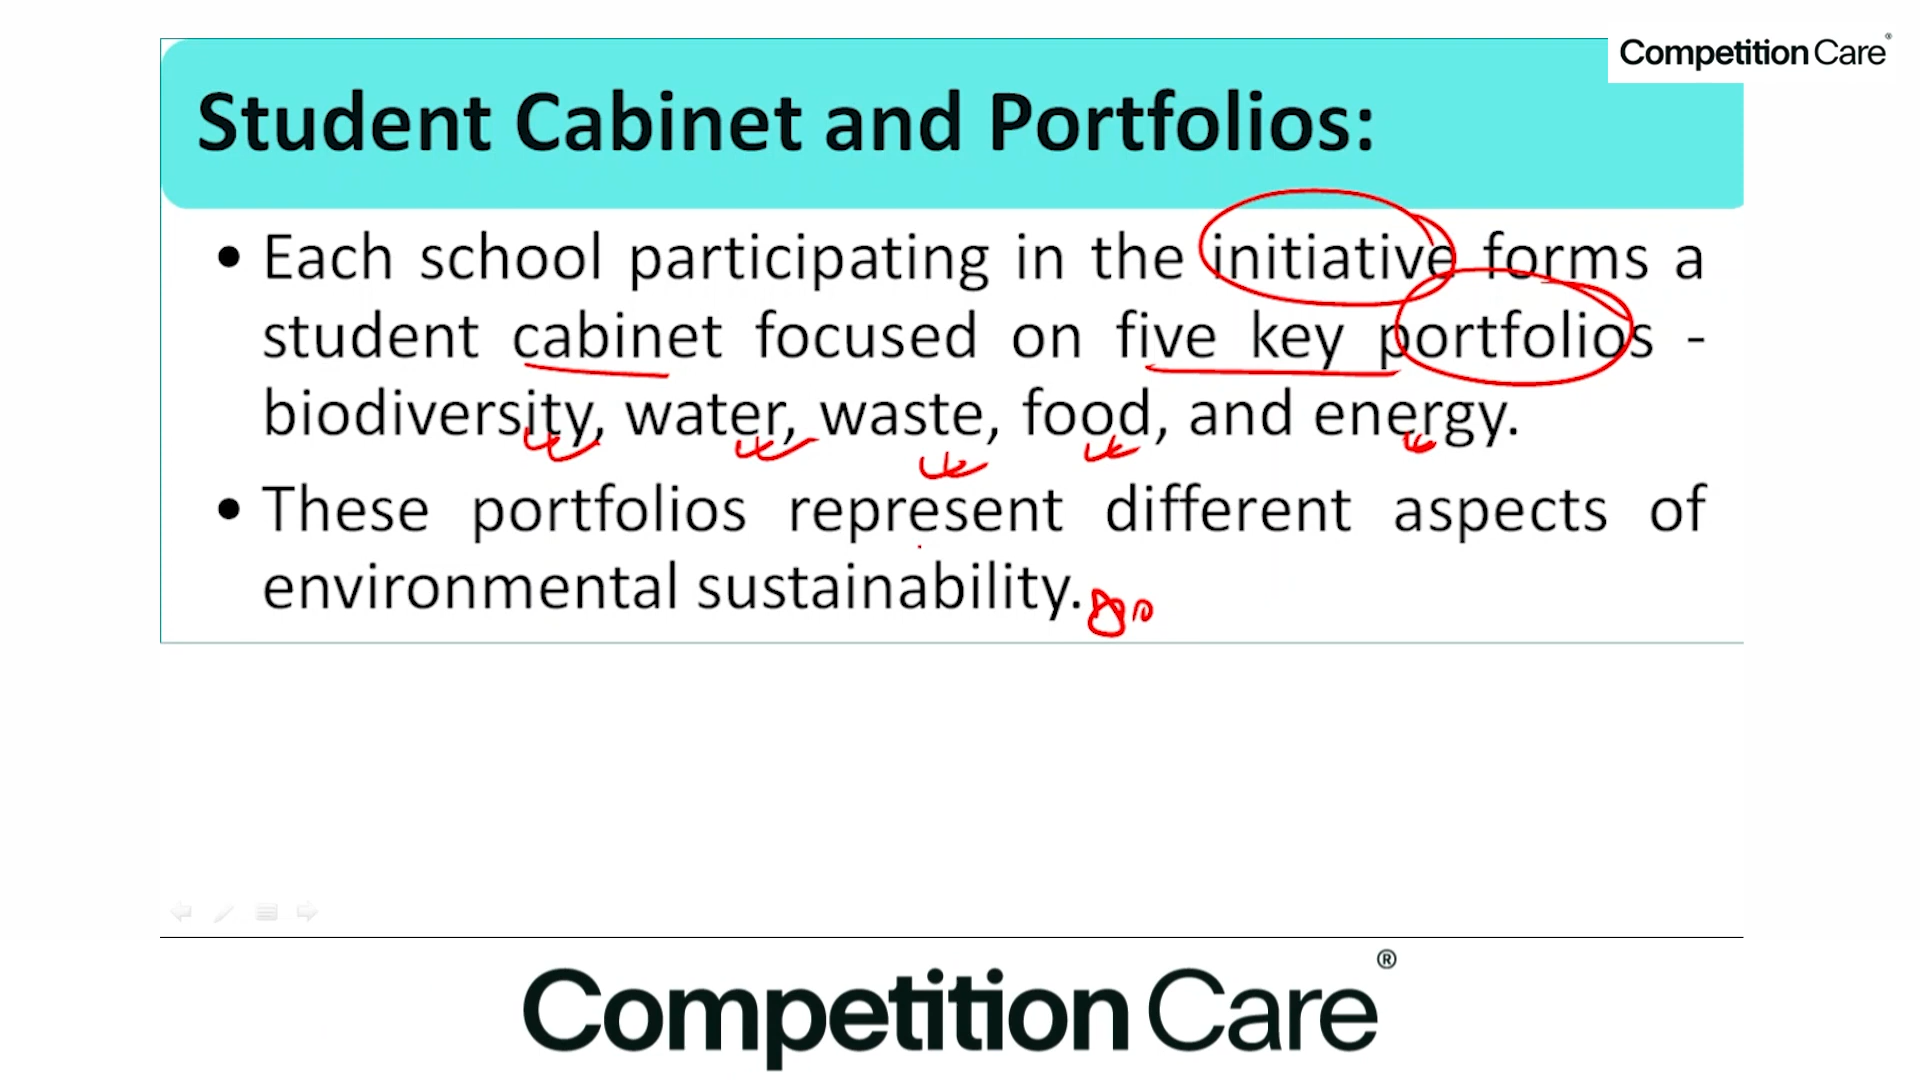 Competition Care®
Student Cabinet and Portfolios:
• Each school participating in the initiative forms a
student cabinet focused on five key portfolios -
biodiversity, water, waste, food, and energy.
• These portfolios represent different aspects of
environmental sustainability.
Competition Care®